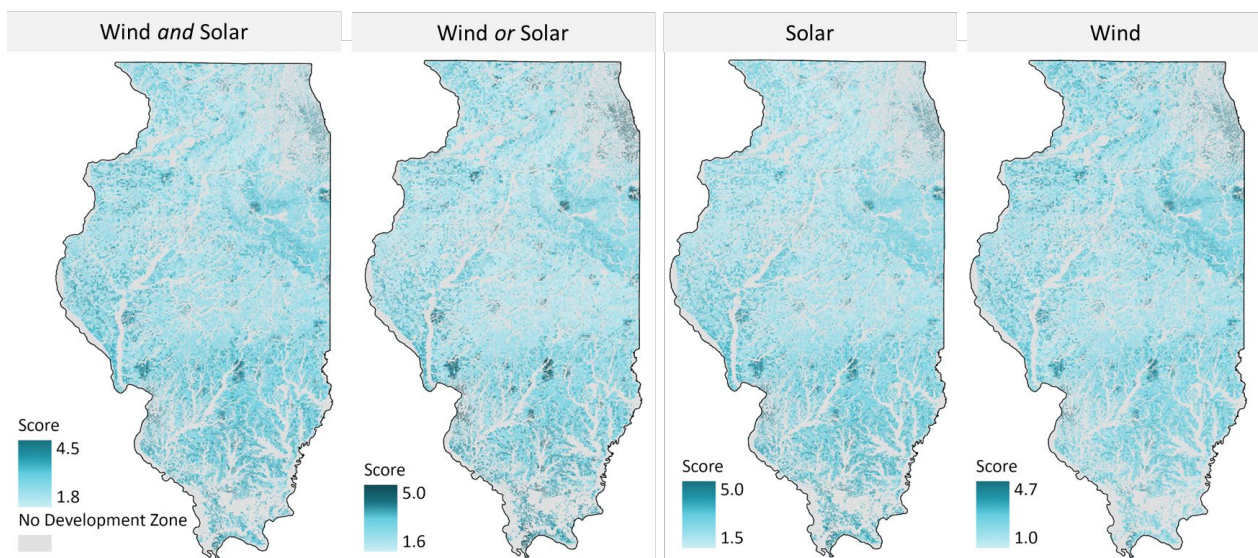 Wind and Solar
Wind or Solar
Solar
Wind
Score
4.5
1.8
No Development Zone
Score
5.0
1.6
Score
5.0
1.5
Score
4.7
1.0